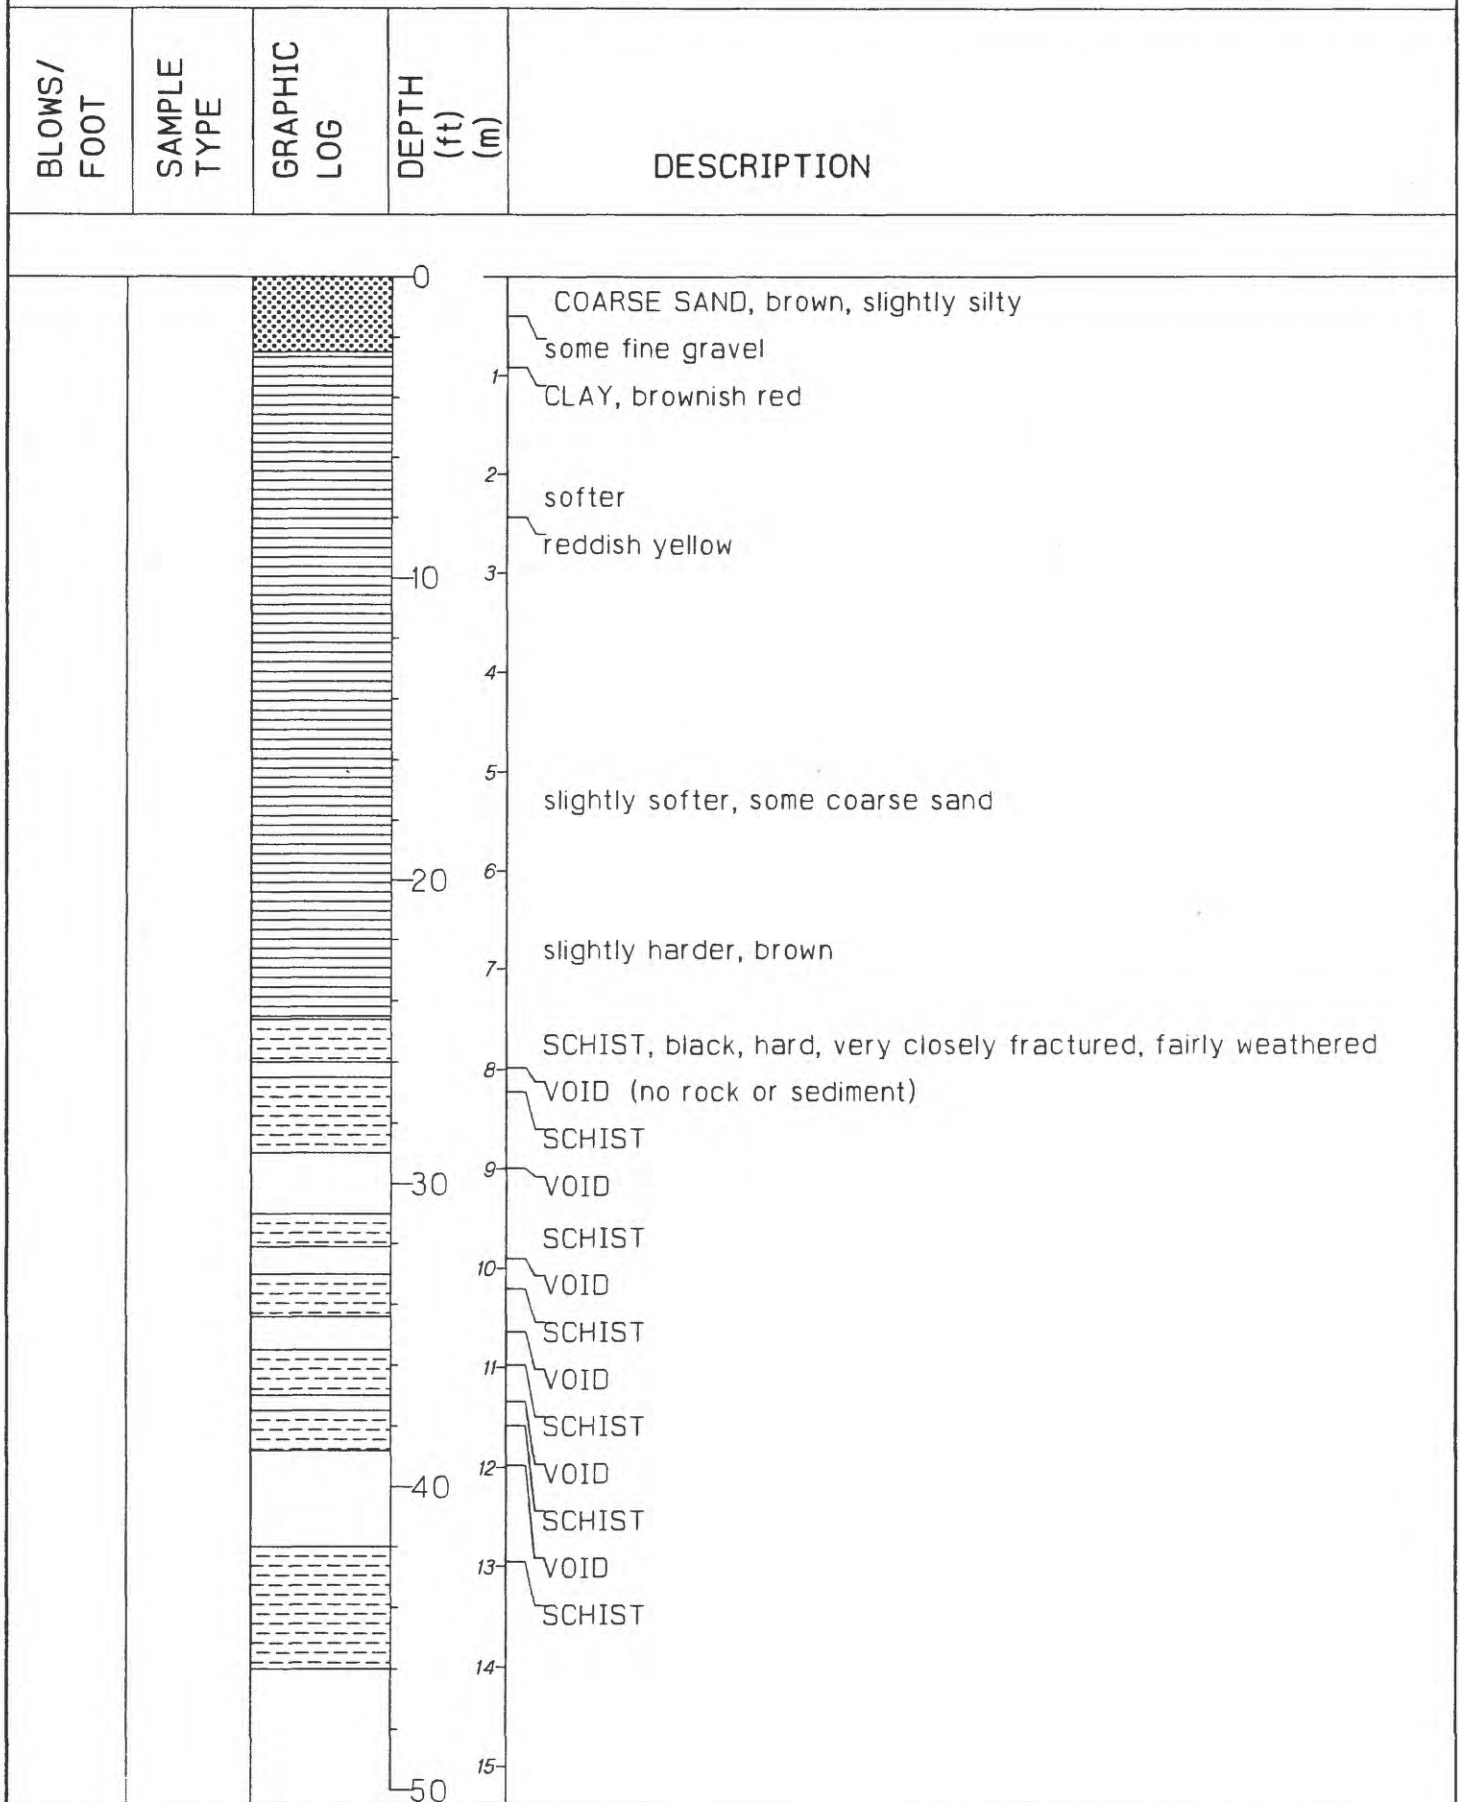 BLOWS/
FOOT
SAMPLE
TYPE
GRAPHIC
LOG
DEPTH
(ft)
(m)
DESCRIPTION
0
COARSE SAND, brown, slightly silty
some fine gravel
1
CLAY, brownish red
2
softer
reddish yellow
10
3
4
5
slightly softer, some coarse sand
6
20
slightly harder, brown
7
SCHIST, black, hard, very closely fractured, fairly weathered
8
VOID (no rock or sediment)
SCHIST
9
30
VOID
SCHIST
10
VOID
SCHIST
11
VOID
SCHIST
12
VOID
40
SCHIST
13
VOID
SCHIST
14
15
50